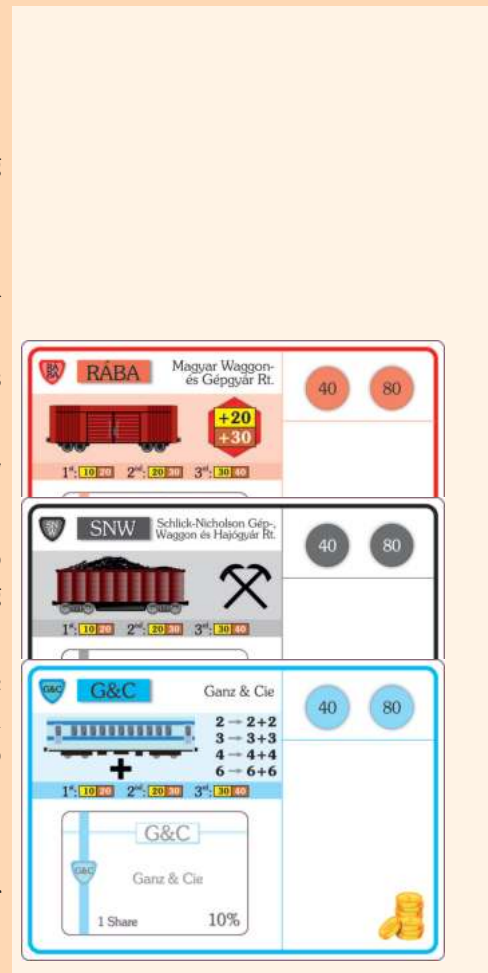 RÁBA
RÁBA
Magyar Waggon-
és Gépgyár Rt.
40 80
+20
+30
1st: 10 20 2nd: 20 30 3rd: 30 40
SNW
SNW
Schlick-Nicholson Gép-,
Waggon és Hajógyár Rt.
40 80
1st: 10 20 2nd: 20 30 3rd: 30 40
G&C
G&C
Ganz & Cie
40 80
2 → 2+2
3 → 3+3
4 → 4+4
6 → 6+6
+
1st: 10 20 2nd: 20 30 3rd: 30 40
G&C
G&C
Ganz & Cie
1 Share 10%